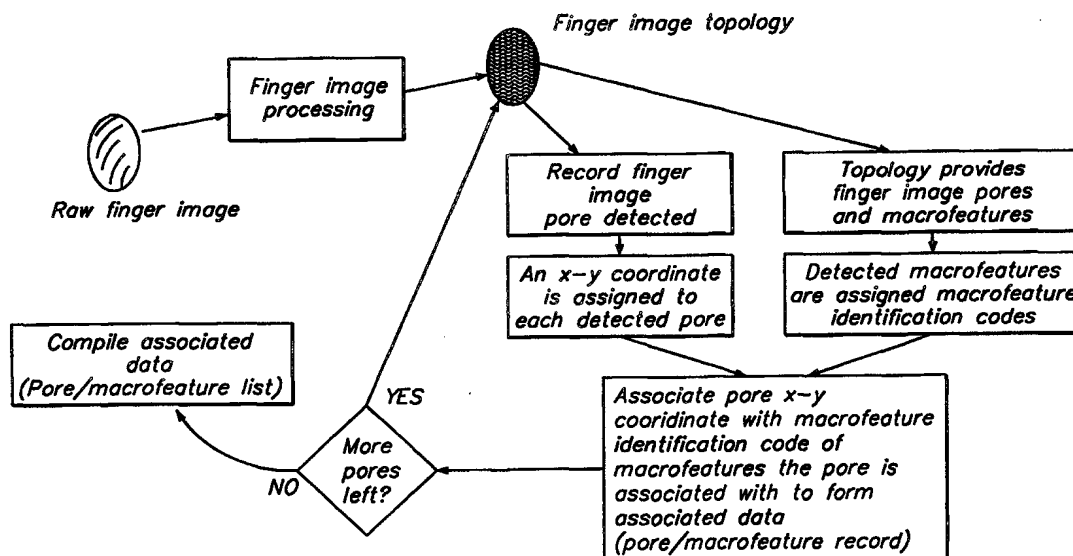 Finger image topology
Finger image
processing
Raw finger image
Record finger
image
pore detected
Topology provides
finger image pores
and macrofeatures
An x-y coordinate
is assigned to
each detected pore
Detected macrofeatures
are assigned macrofeature
identification codes
Compile associated
data
(Pore/macrofeature list)
YES
More
pores
left?
NO
Associate pore x-y
cooridinate with macrofeature
identification code of
macrofeatures the pore is
associated with to form
associated data
(pore/macrofeature record)